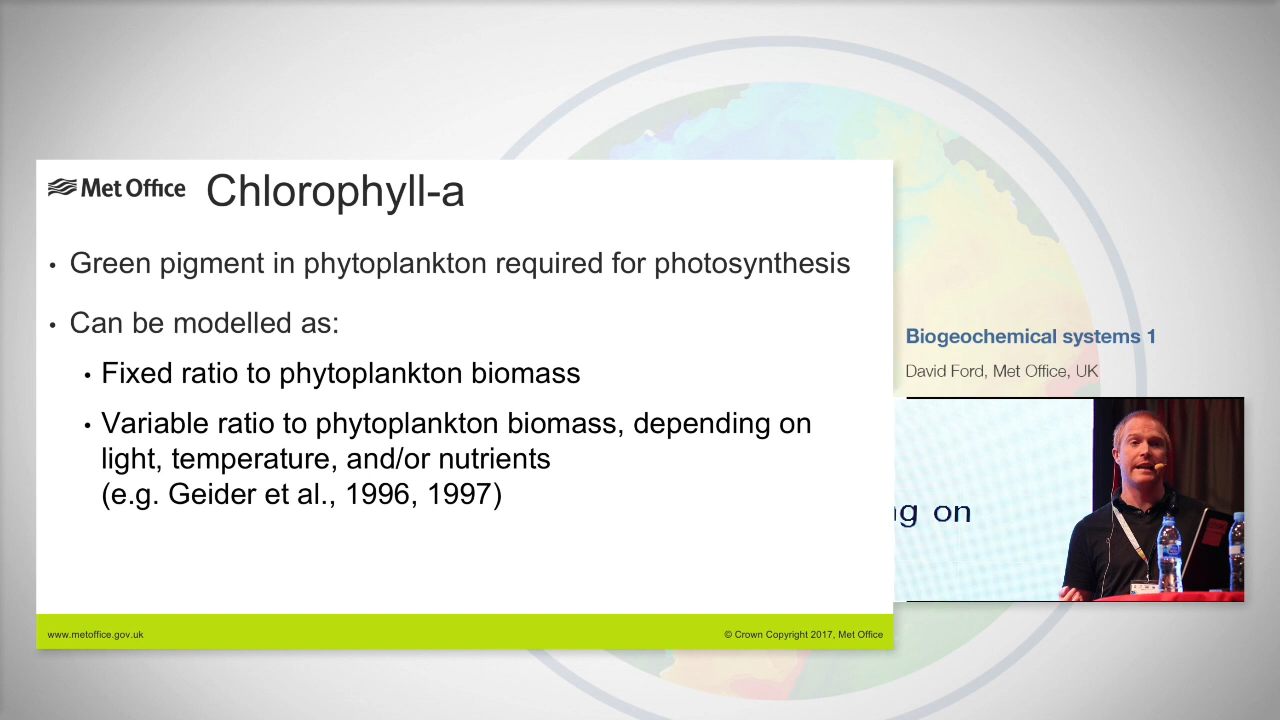 Met Office
Chlorophyll-a
• Green pigment in phytoplankton required for photosynthesis
• Can be modelled as:
• Fixed ratio to phytoplankton biomass
• Variable ratio to phytoplankton biomass, depending on
light, temperature, and/or nutrients
(e.g. Geider et al., 1996, 1997)
www.metoffice.gov.uk
© Crown Copyright 2017, Met Office
Biogeochemical systems 1
David Ford, Met Office, UK
ng on